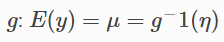 g: E(y) = μ = g⁻1(η)